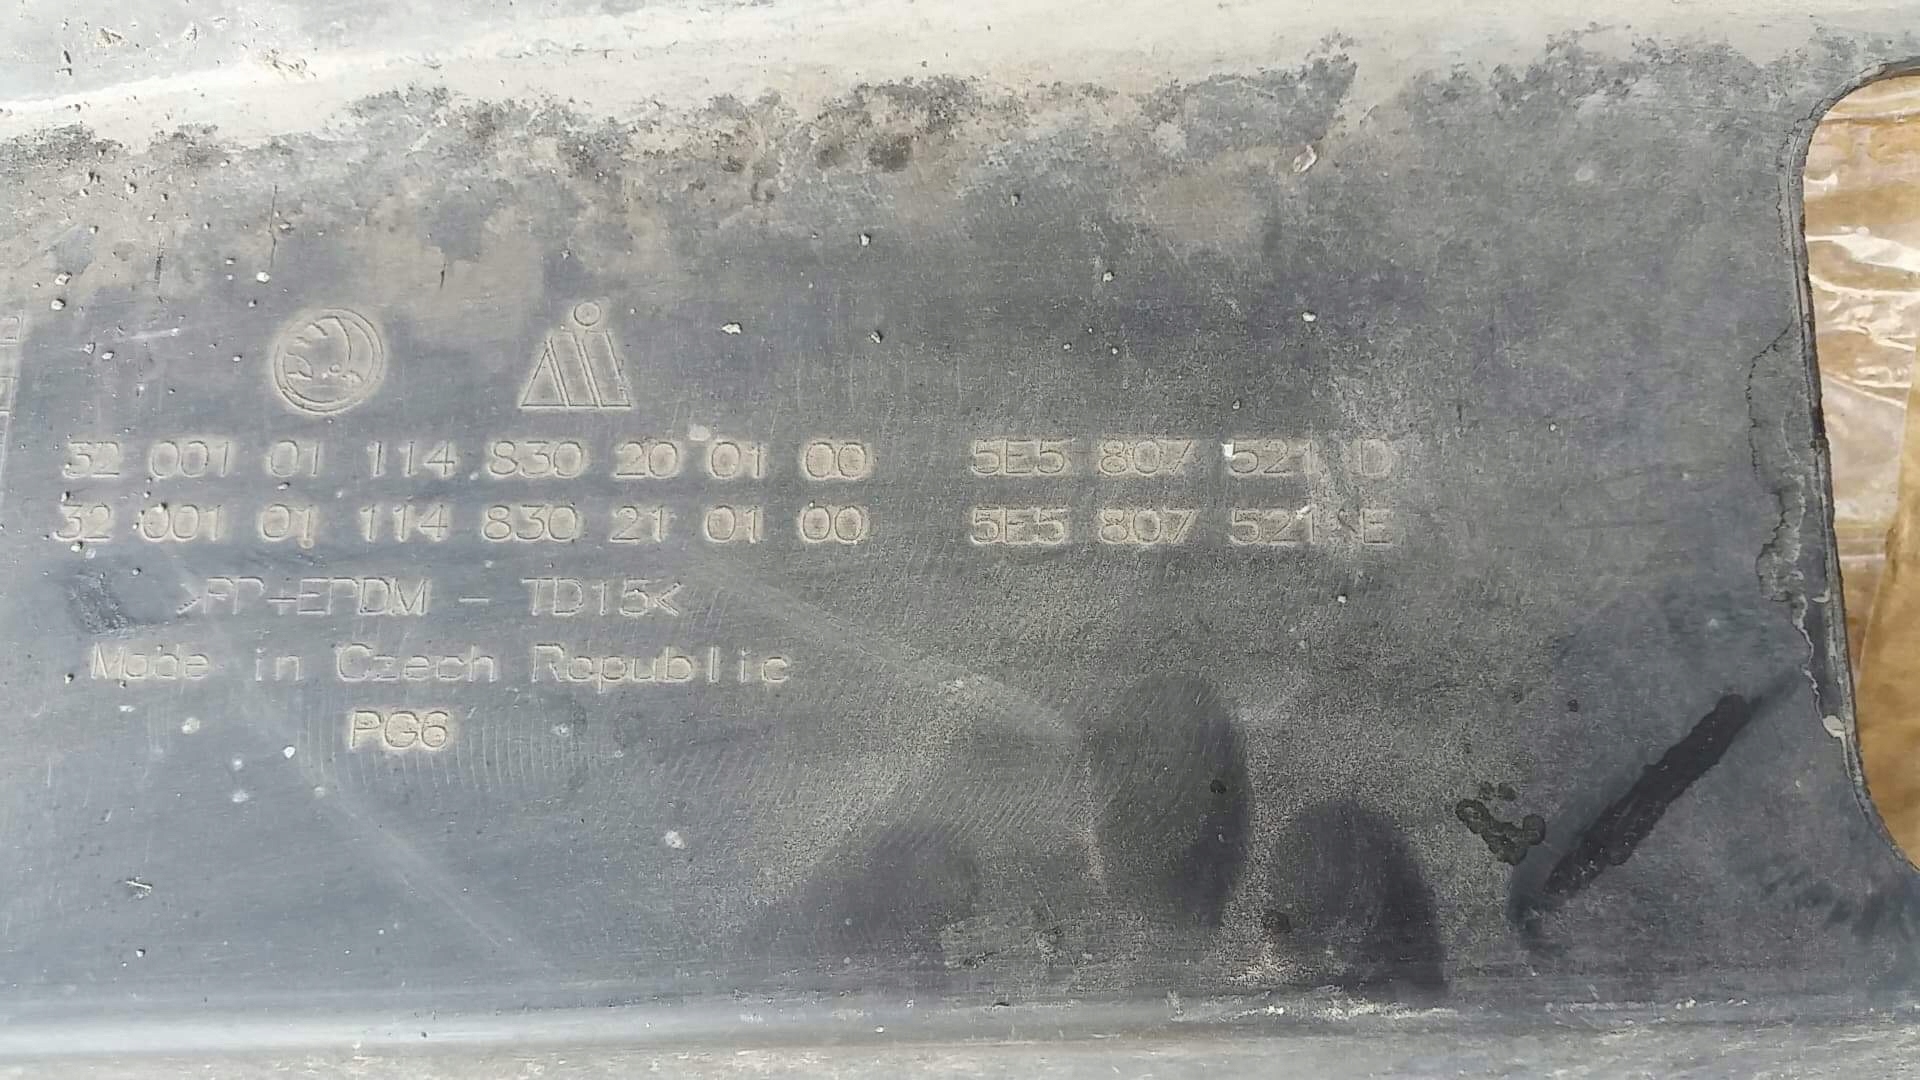 32 001 01 114 830 20 01 00 5E5 807 521 D
32 001 01 114 830 21 01 00 5E5 807 521 E
>PP+EPDM - TD15<
Made in Czech Republic
PG6